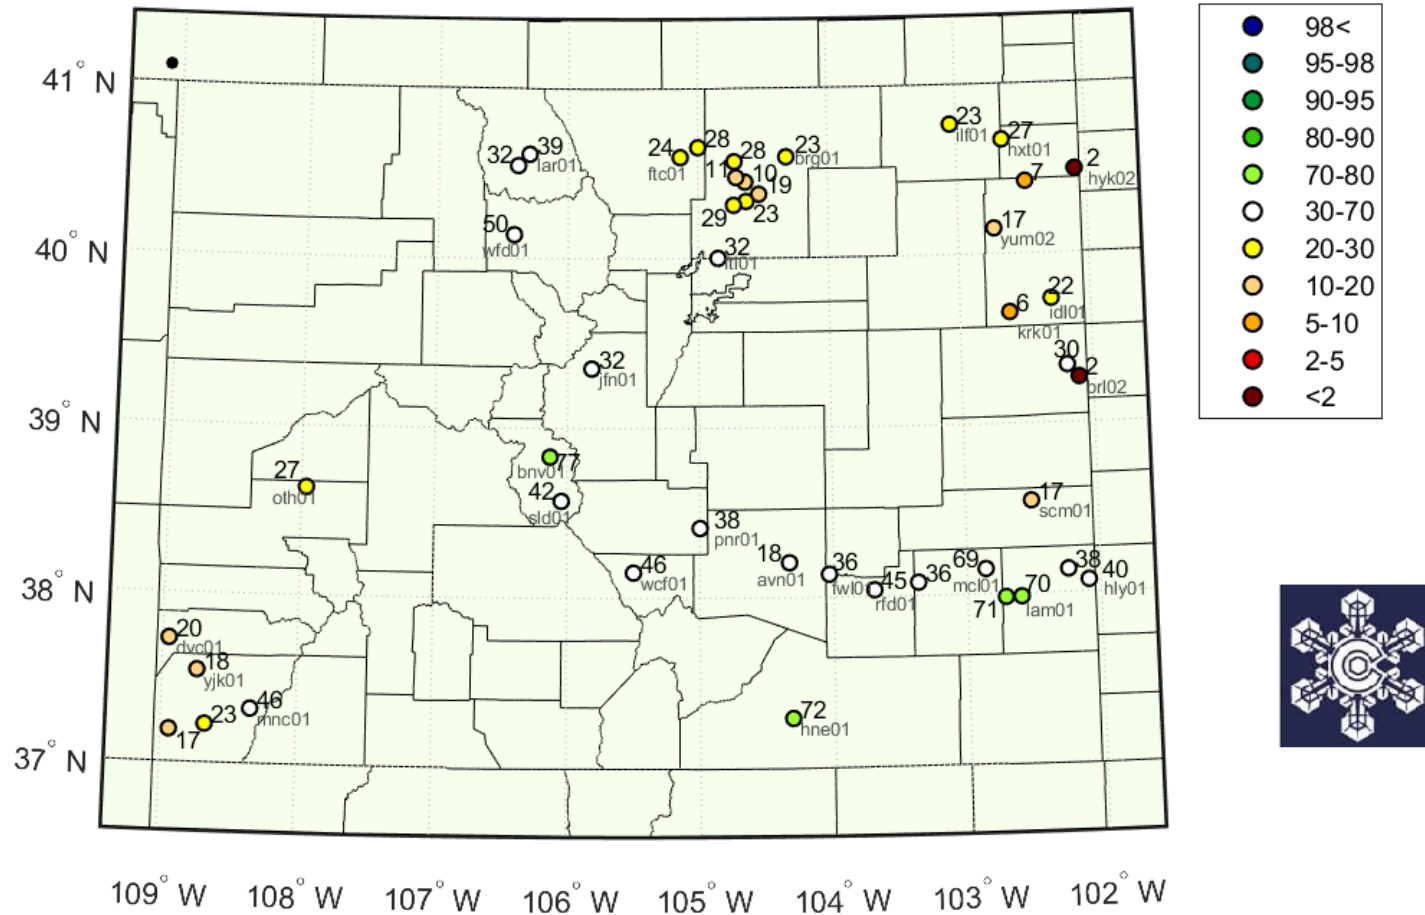 98<
95-98
90-95
80-90
70-80
30-70
20-30
10-20
5-10
2-5
<2
41° N
40° N
39° N
38° N
37° N
23
ilf01
27
hxt01
2
hyk02
7
39
32
lar01
24
28
ftc01
28
23
brg01
11
10
19
29
23
50
wfd01
17
yum02
32
ftl01
22
idl01
6
krk01
30
2
brl02
32
jfn01
77
bnv01
27
oth01
42
sld01
17
scm01
38
pnr01
46
wcf01
18
avn01
36
fwl01
45
rfd01
36
69
mcl01
38
40
hly01
71
70
lam01
20
dvc01
18
yjk01
46
mnc01
23
17
72
hne01
109° W
108° W
107° W
106° W
105° W
104° W
103° W
102° W